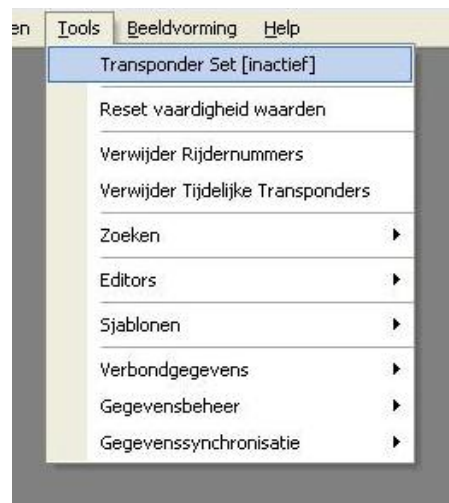 en Tools Beeldvorming Help
Transponder Set [inactief]
Reset vaardigheid waarden
Verwijder Rijdernummers
Verwijder Tijdelijke Transponders
Zoeken
Editors
Sjablonen
Verbondgegevens
Gegevensbeheer
Gegevenssynchronisatie